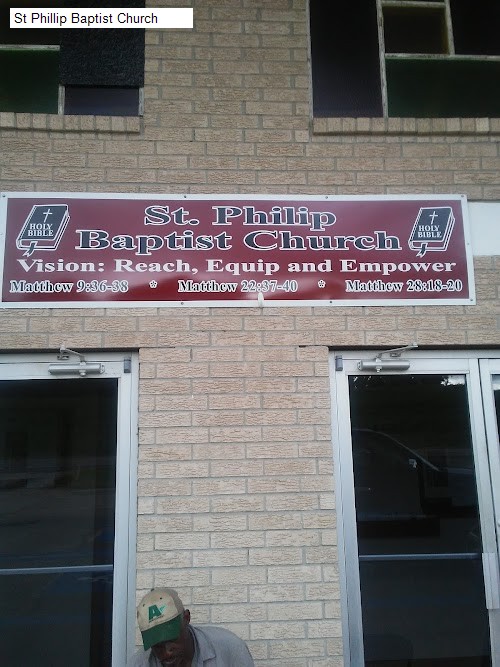 St Phillip Baptist Church
St. Philip
Baptist Church
HOLY
BIBLE
HOLY
BIBLE
Vision: Reach, Equip and Empower
Matthew 9:36-38 * Matthew 22:37-40 * Matthew 28:18-20
A